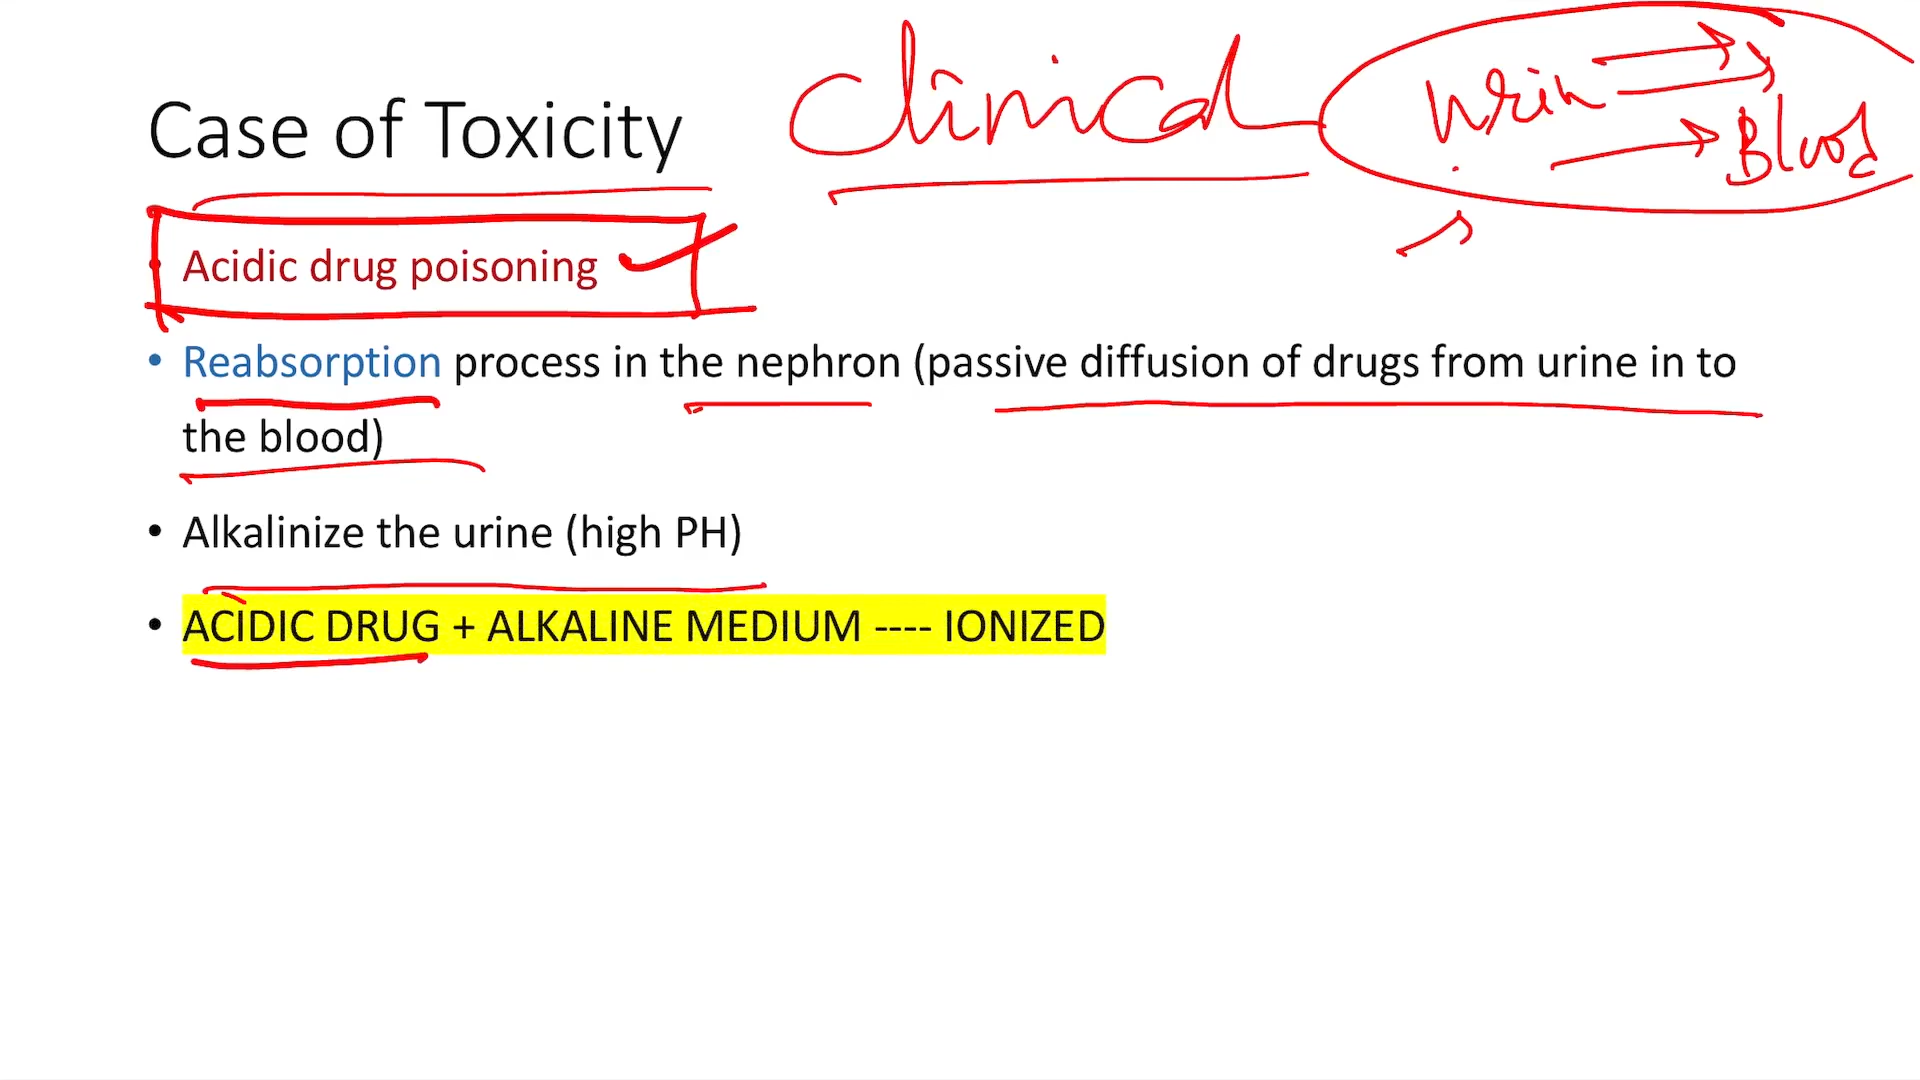 Clinical
Urin
Blood
Case of Toxicity
Acidic drug poisoning
• Reabsorption process in the nephron (passive diffusion of drugs from urine in to
the blood)
• Alkalinize the urine (high PH)
• ACIDIC DRUG + ALKALINE MEDIUM ---- IONIZED